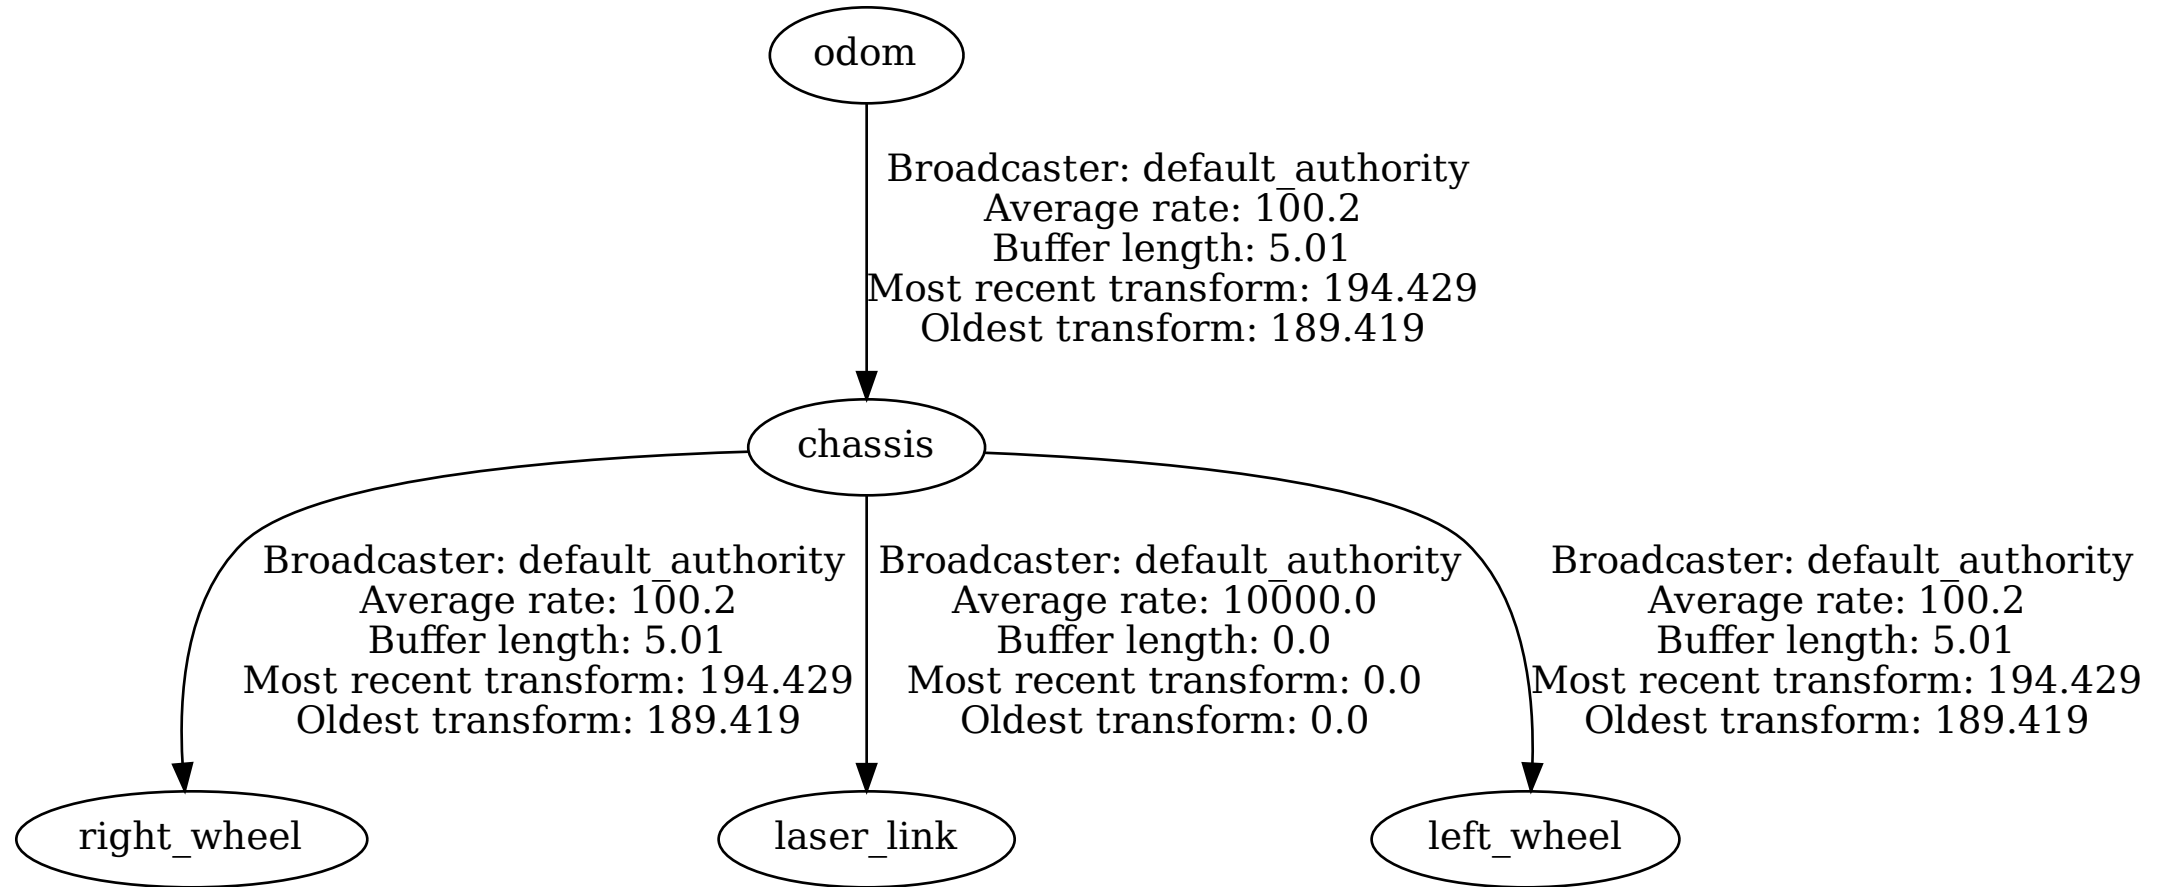 odom
Broadcaster: default_authority
Average rate: 100.2
Buffer length: 5.01
Most recent transform: 194.429
Oldest transform: 189.419
chassis
Broadcaster: default_authority
Average rate: 100.2
Buffer length: 5.01
Most recent transform: 194.429
Oldest transform: 189.419
Broadcaster: default_authority
Average rate: 10000.0
Buffer length: 0.0
Most recent transform: 0.0
Oldest transform: 0.0
Broadcaster: default_authority
Average rate: 100.2
Buffer length: 5.01
Most recent transform: 194.429
Oldest transform: 189.419
right_wheel
laser_link
left_wheel